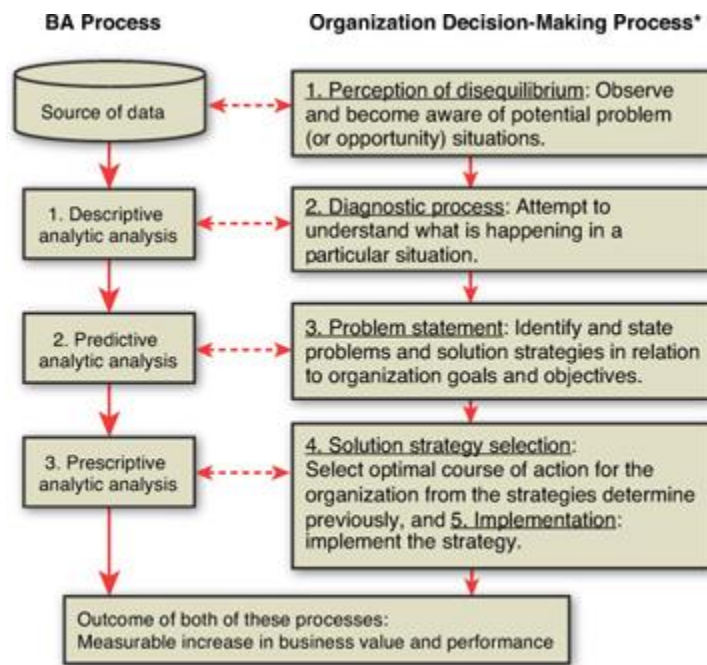 BA Process
Organization Decision-Making Process*
Source of data
1. Perception of disequilibrium: Observe
and become aware of potential problem
(or opportunity) situations.
1. Descriptive
analytic analysis
2. Diagnostic process: Attempt to
understand what is happening in a
particular situation.
2. Predictive
analytic analysis
3. Problem statement: Identify and state
problems and solution strategies in relation
to organization goals and objectives.
3. Prescriptive
analytic analysis
4. Solution strategy selection:
Select optimal course of action for the
organization from the strategies determine
previously, and 5. Implementation:
implement the strategy.
Outcome of both of these processes:
Measurable increase in business value and performance